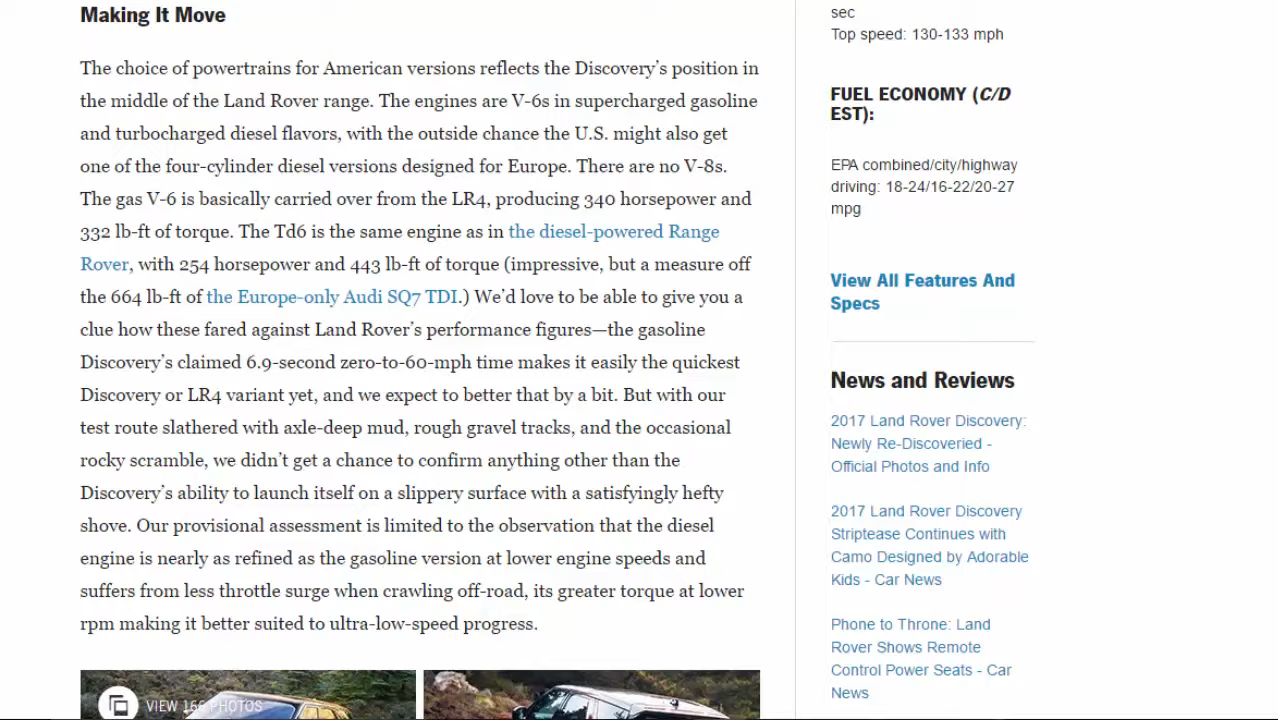 Making It Move
The choice of powertrains for American versions reflects the Discovery’s position in
the middle of the Land Rover range. The engines are V-6s in supercharged gasoline
and turbocharged diesel flavors, with the outside chance the U.S. might also get
one of the four-cylinder diesel versions designed for Europe. There are no V-8s.
The gas V-6 is basically carried over from the LR4, producing 340 horsepower and
332 lb-ft of torque. The Td6 is the same engine as in the diesel-powered Range
Rover, with 254 horsepower and 443 lb-ft of torque (impressive, but a measure off
the 664 lb-ft of the Europe-only Audi SQ7 TDI.) We’d love to be able to give you a
clue how these fared against Land Rover’s performance figures—the gasoline
Discovery’s claimed 6.9-second zero-to-60-mph time makes it easily the quickest
Discovery or LR4 variant yet, and we expect to better that by a bit. But with our
test route slathered with axle-deep mud, rough gravel tracks, and the occasional
rocky scramble, we didn’t get a chance to confirm anything other than the
Discovery’s ability to launch itself on a slippery surface with a satisfyingly hefty
shove. Our provisional assessment is limited to the observation that the diesel
engine is nearly as refined as the gasoline version at lower engine speeds and
suffers from less throttle surge when crawling off-road, its greater torque at lower
rpm making it better suited to ultra-low-speed progress.
VIEW 166 PHOTOS
sec
Top speed: 130-133 mph
FUEL ECONOMY (C/D
EST):
EPA combined/city/highway
driving: 18-24/16-22/20-27
mpg
View All Features And
Specs
News and Reviews
2017 Land Rover Discovery:
Newly Re-Discoveried -
Official Photos and Info
2017 Land Rover Discovery
Striptease Continues with
Camo Designed by Adorable
Kids - Car News
Phone to Throne: Land
Rover Shows Remote
Control Power Seats - Car
News